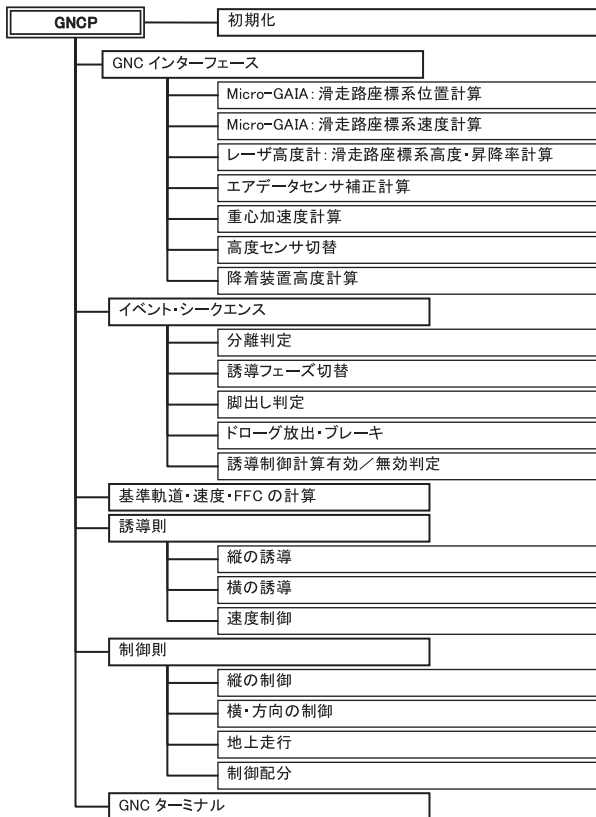 GNCP
初期化
GNC インターフェース
Micro-GAIA:滑走路座標系位置計算
Micro-GAIA:滑走路座標系速度計算
レーザ高度計:滑走路座標系高度・昇降率計算
エアデータセンサ補正計算
重心加速度計算
高度センサ切替
降着装置高度計算
イベント・シークエンス
分離判定
誘導フェーズ切替
脚出し判定
ドローグ放出・ブレーキ
誘導制御計算有効/無効判定
基準軌道・速度・FFC の計算
誘導則
縦の誘導
横の誘導
速度制御
制御則
縦の制御
横・方向の制御
地上走行
制御配分
GNC ターミナル